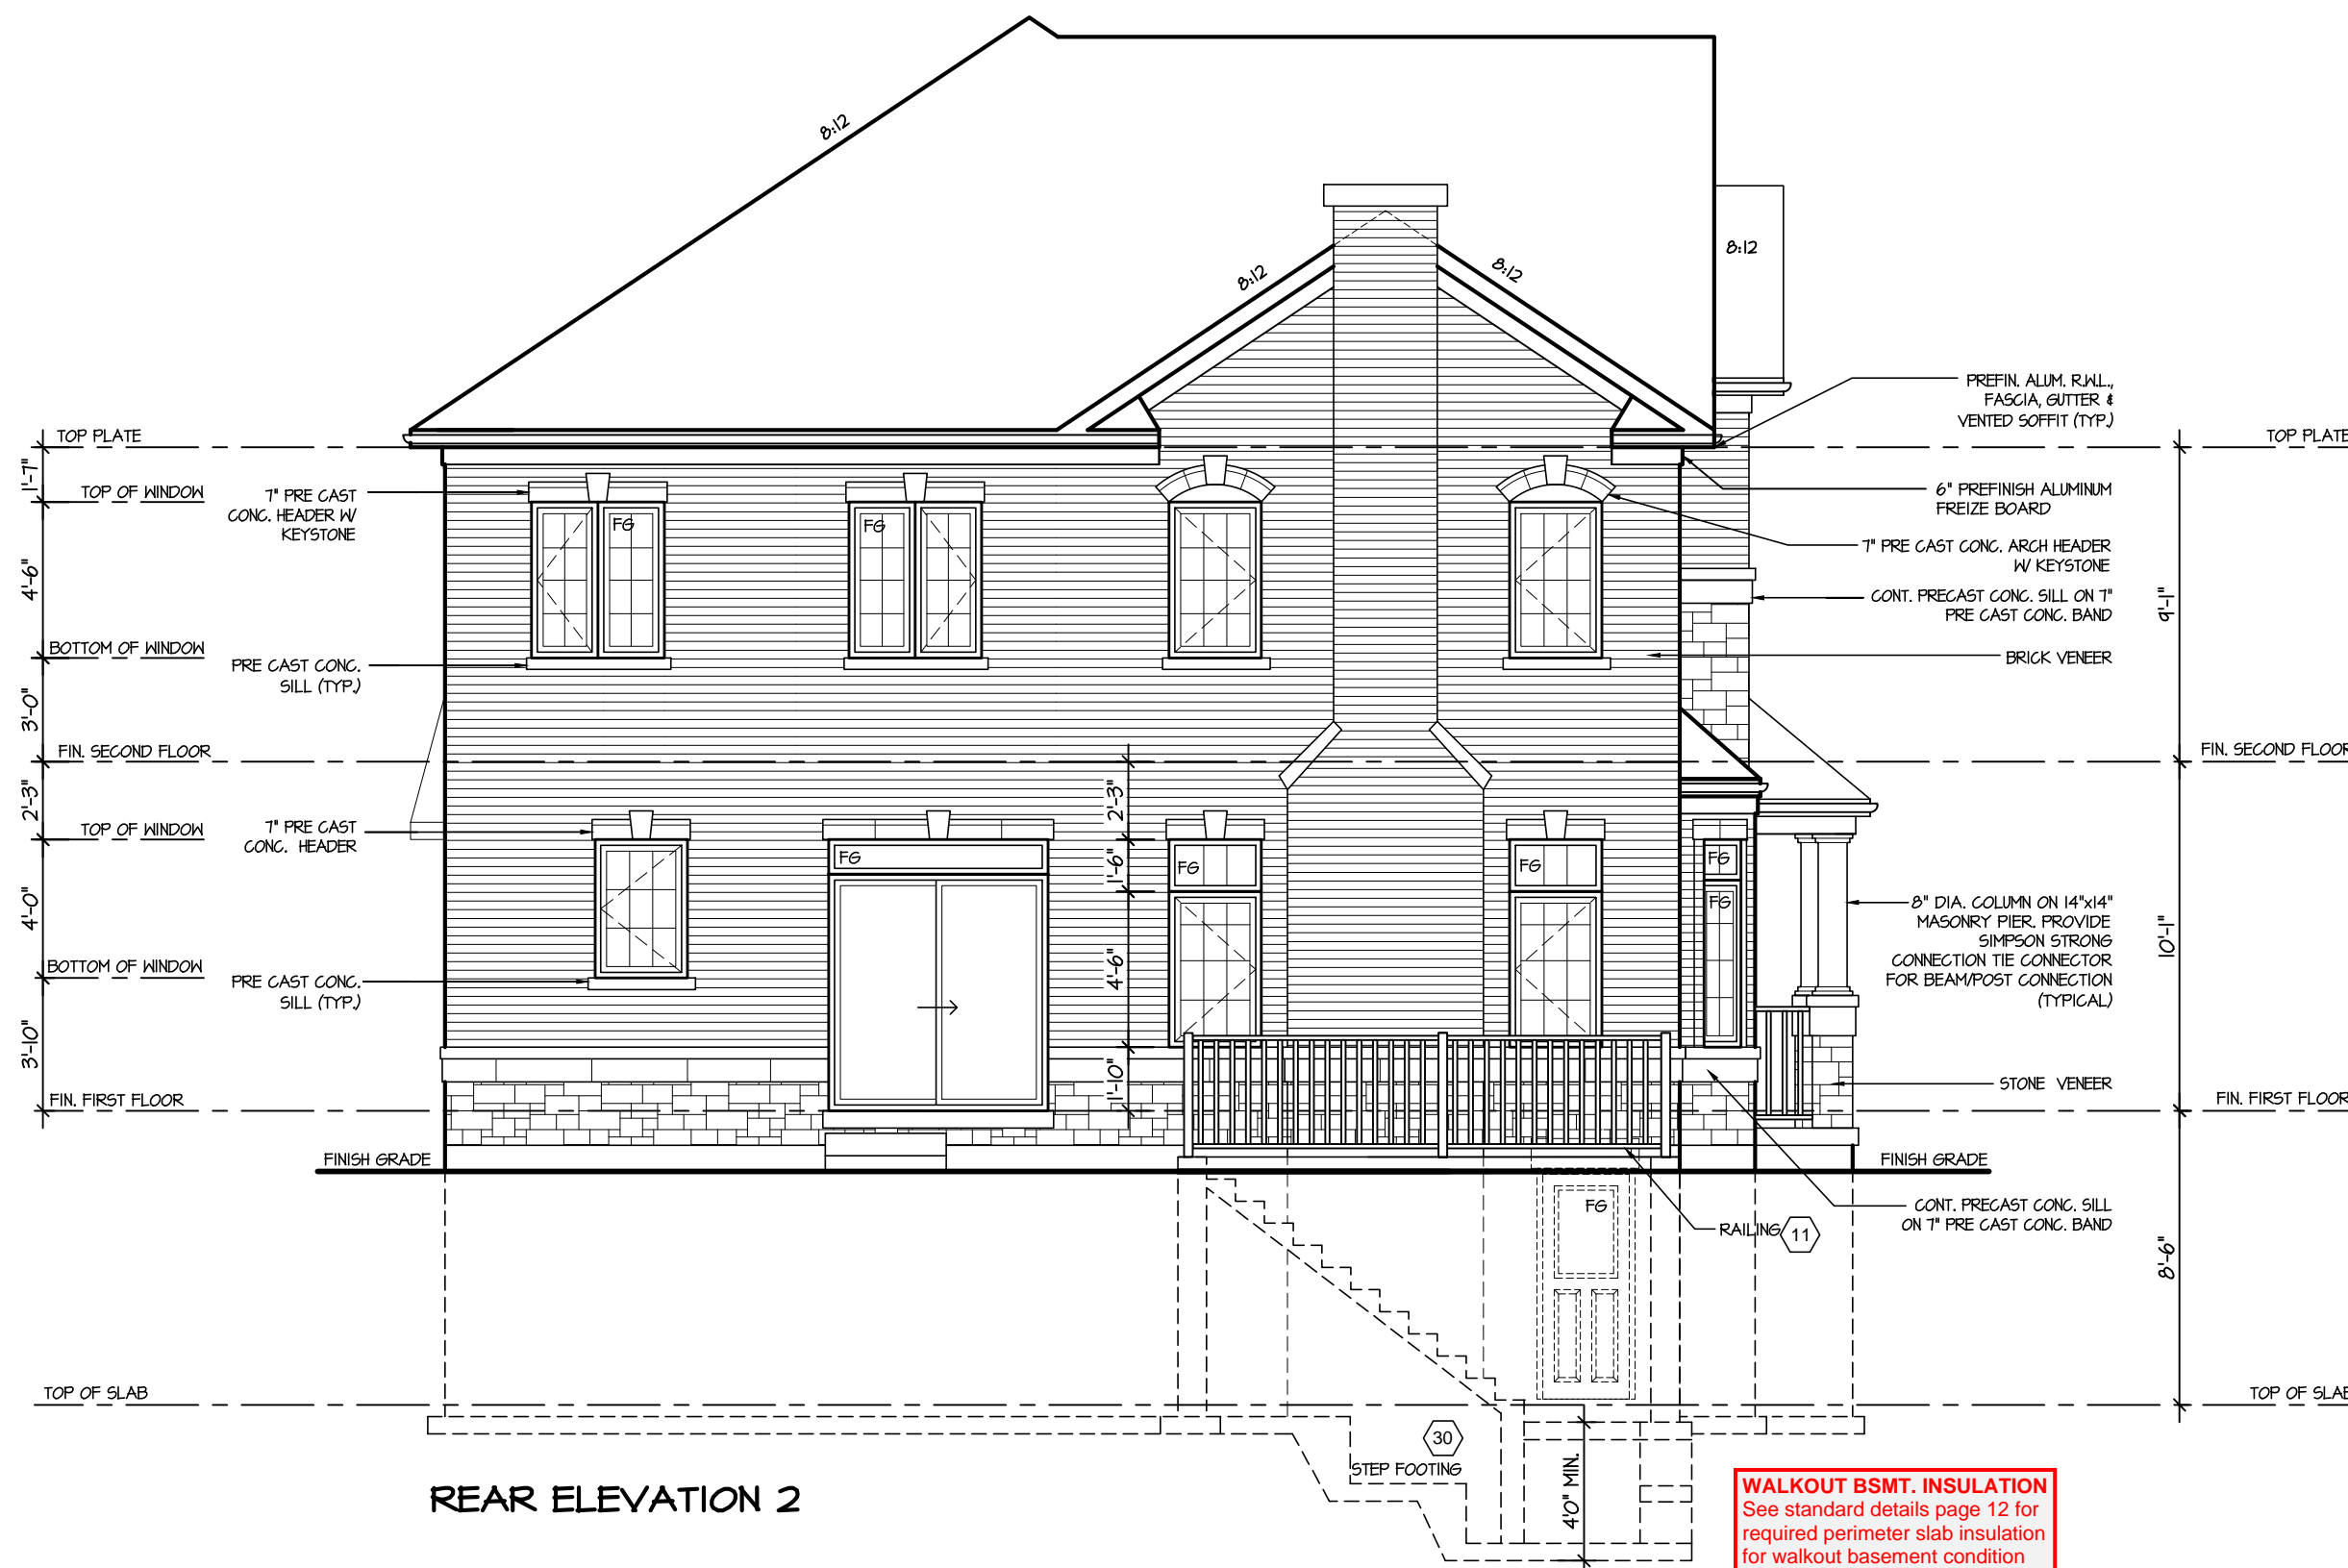 8:12
8:12
8:12
8:12
PREFIN. ALUM. R.W.L.,
FASCIA, GUTTER &
VENTED SOFFIT (TYP.)
TOP PLATE
TOP PLATE
1'-7"
TOP OF WINDOW
7" PRE CAST
CONC. HEADER W/
KEYSTONE
FG
FG
6" PREFINISH ALUMINUM
FREIZE BOARD
7" PRE CAST CONC. ARCH HEADER
W/ KEYSTONE
4'-6"
CONT. PRECAST CONC. SILL ON 7"
PRE CAST CONC. BAND
9'-1"
BOTTOM OF WINDOW
PRE CAST CONC.
SILL (TYP.)
BRICK VENEER
3'-0"
FIN. SECOND FLOOR
FIN. SECOND FLOOR
2'-3"
2'-3"
TOP OF WINDOW
7" PRE CAST
CONC. HEADER
FG
FG
FG
FG
FG
1'-6"
4'-0"
8" DIA. COLUMN ON 14"x14"
MASONRY PIER. PROVIDE
SIMPSON STRONG
CONNECTION TIE CONNECTOR
FOR BEAM/POST CONNECTION
(TYPICAL)
10'-1"
BOTTOM OF WINDOW
PRE CAST CONC.
SILL (TYP.)
4'-6"
3'-10"
1'-10"
STONE VENEER
FIN. FIRST FLOOR
FIN. FIRST FLOOR
FINISH GRADE
FINISH GRADE
FG
CONT. PRECAST CONC. SILL
ON 7" PRE CAST CONC. BAND
RAILING 11
8'-6"
TOP OF SLAB
TOP OF SLAB
30
STEP FOOTING
4'0" MIN.
REAR ELEVATION 2
WALKOUT BSMT. INSULATION
See standard details page 12 for
required perimeter slab insulation
for walkout basement condition